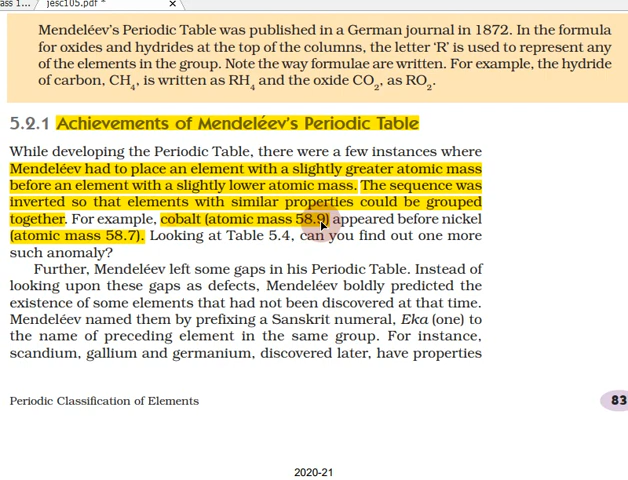 ass 1... jesc105.pdf *
Mendeléev's Periodic Table was published in a German journal in 1872. In the formula
for oxides and hydrides at the top of the columns, the letter 'R' is used to represent any
of the elements in the group. Note the way formulae are written. For example, the hydride
of carbon, CH₄, is written as RH₄ and the oxide CO₂, as RO₂.
5.2.1 Achievements of Mendeléev's Periodic Table
While developing the Periodic Table, there were a few instances where
Mendeléev had to place an element with a slightly greater atomic mass
before an element with a slightly lower atomic mass. The sequence was
inverted so that elements with similar properties could be grouped
together. For example, cobalt (atomic mass 58.9) appeared before nickel
(atomic mass 58.7). Looking at Table 5.4, can you find out one more
such anomaly?
Further, Mendeléev left some gaps in his Periodic Table. Instead of
looking upon these gaps as defects, Mendeléev boldly predicted the
existence of some elements that had not been discovered at that time.
Mendeléev named them by prefixing a Sanskrit numeral, Eka (one) to
the name of preceding element in the same group. For instance,
scandium, gallium and germanium, discovered later, have properties
Periodic Classification of Elements 83
2020-21